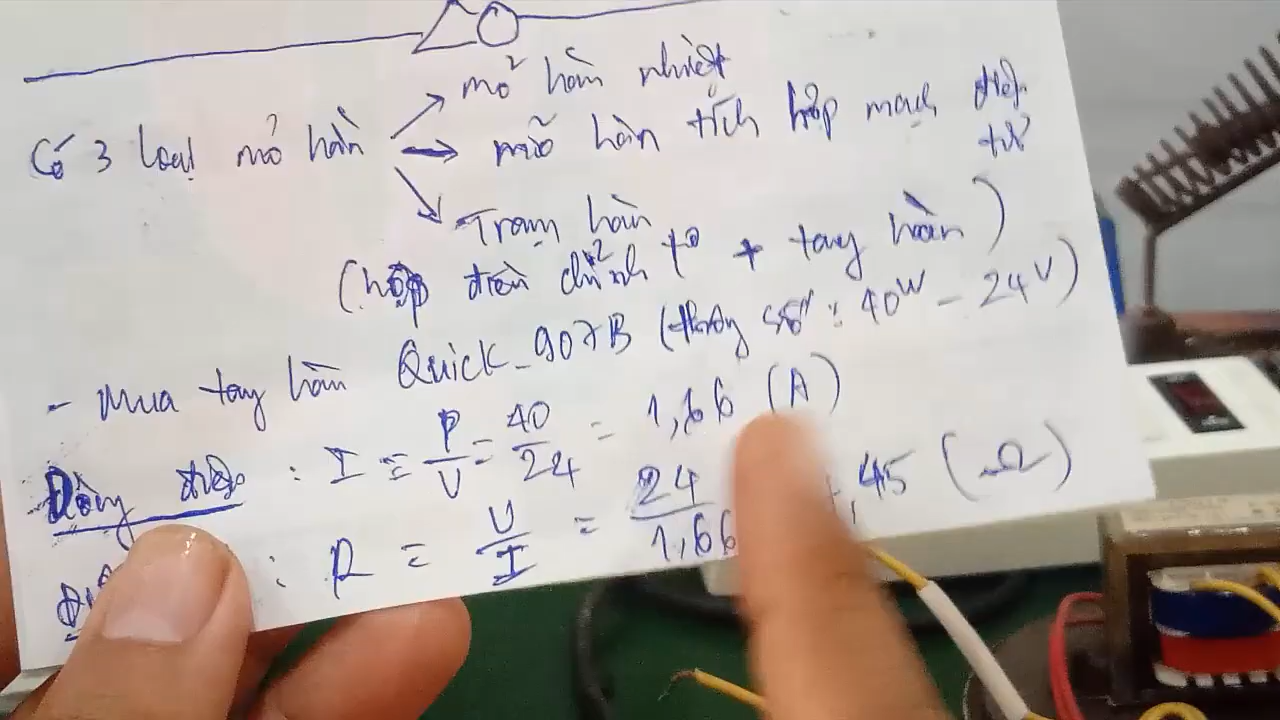 mỏ hàn nhiệt
Có 3 loại mỏ hàn → mỏ hàn tích hợp mạch điện tử
Trạm hàn
(hộp điều chỉnh tº + tay hàn)
- Mua tay hàn Quick_907B (thông số: 40W - 24V)
Dòng điện : I = P/U = 40/24 = 1,66 (A)
: R = U/I = 24/1,66 ,45 (Ω)